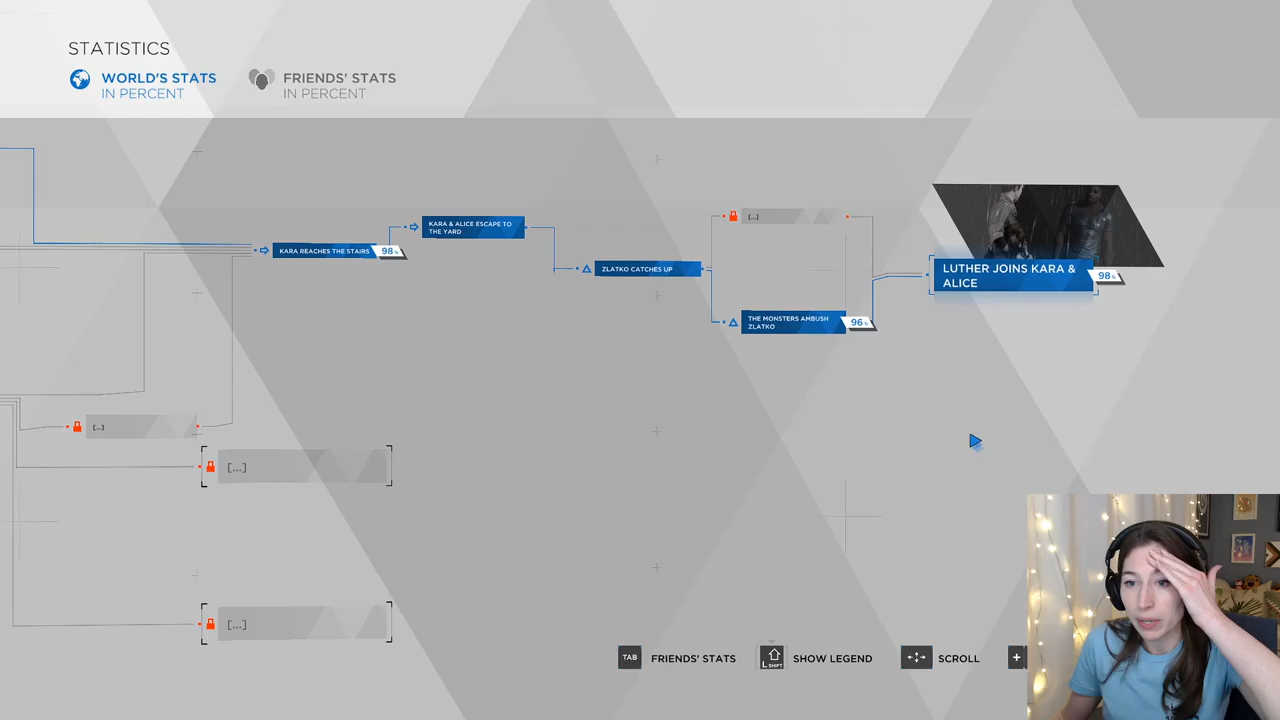 STATISTICS
WORLD'S STATS
IN PERCENT
FRIENDS' STATS
IN PERCENT
KARA REACHES THE STAIRS
98%
KARA & ALICE ESCAPE TO
THE YARD
ZLATKO CATCHES UP
[...]
THE MONSTERS AMBUSH
ZLATKO
96%
LUTHER JOINS KARA &
ALICE
98%
[...]
[...]
[...]
TAB
FRIENDS' STATS
L SHIFT
SHOW LEGEND
SCROLL
+